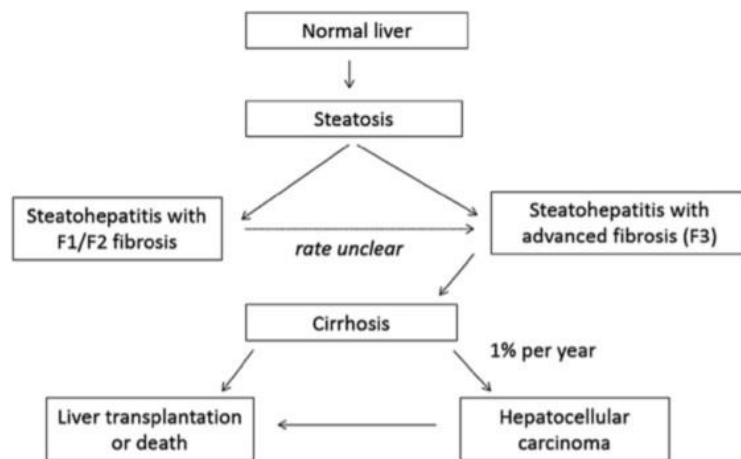 Normal liver
Steatosis
Steatohepatitis with
F1/F2 fibrosis
rate unclear
Steatohepatitis with
advanced fibrosis (F3)
Cirrhosis
1% per year
Liver transplantation
or death
Hepatocellular
carcinoma